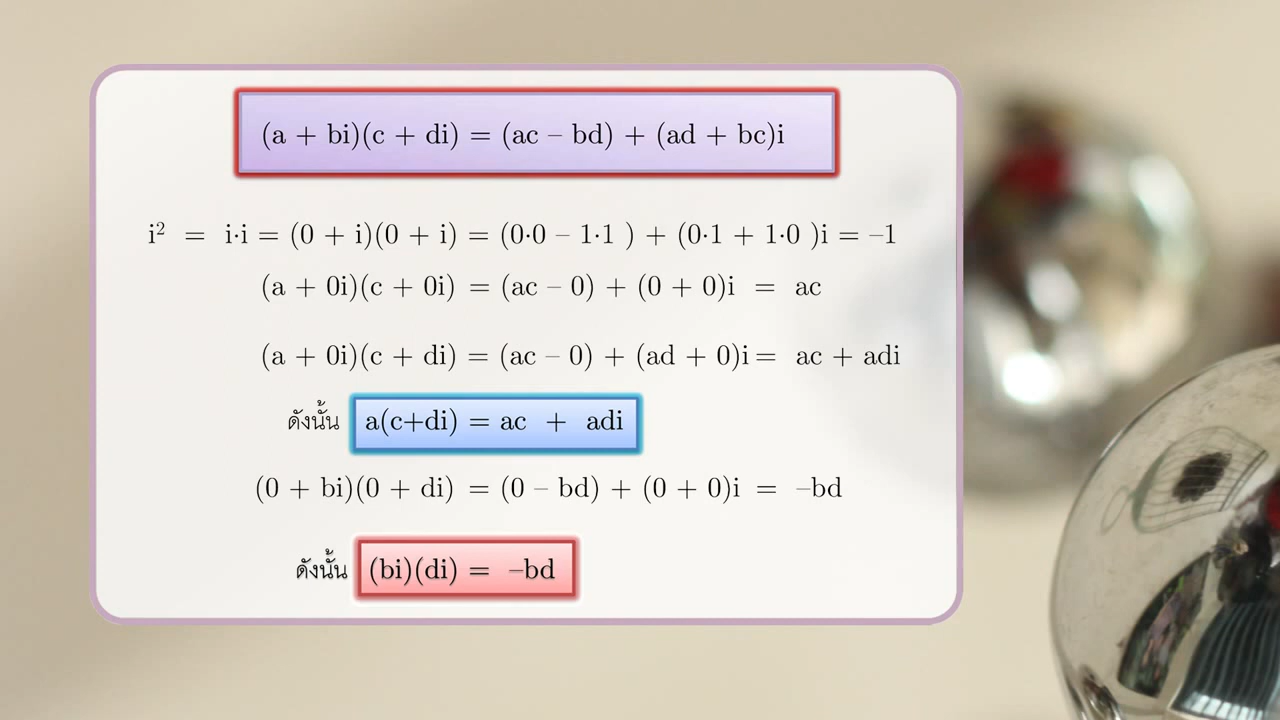 (a + bi)(c + di) = (ac – bd) + (ad + bc)i
i² = i·i = (0 + i)(0 + i) = (0·0 – 1·1 ) + (0·1 + 1·0 )i = –1
(a + 0i)(c + 0i) = (ac – 0) + (0 + 0)i = ac
(a + 0i)(c + di) = (ac – 0) + (ad + 0)i = ac + adi
ดังนั้น a(c+di) = ac + adi
(0 + bi)(0 + di) = (0 – bd) + (0 + 0)i = –bd
ดังนั้น (bi)(di) = –bd